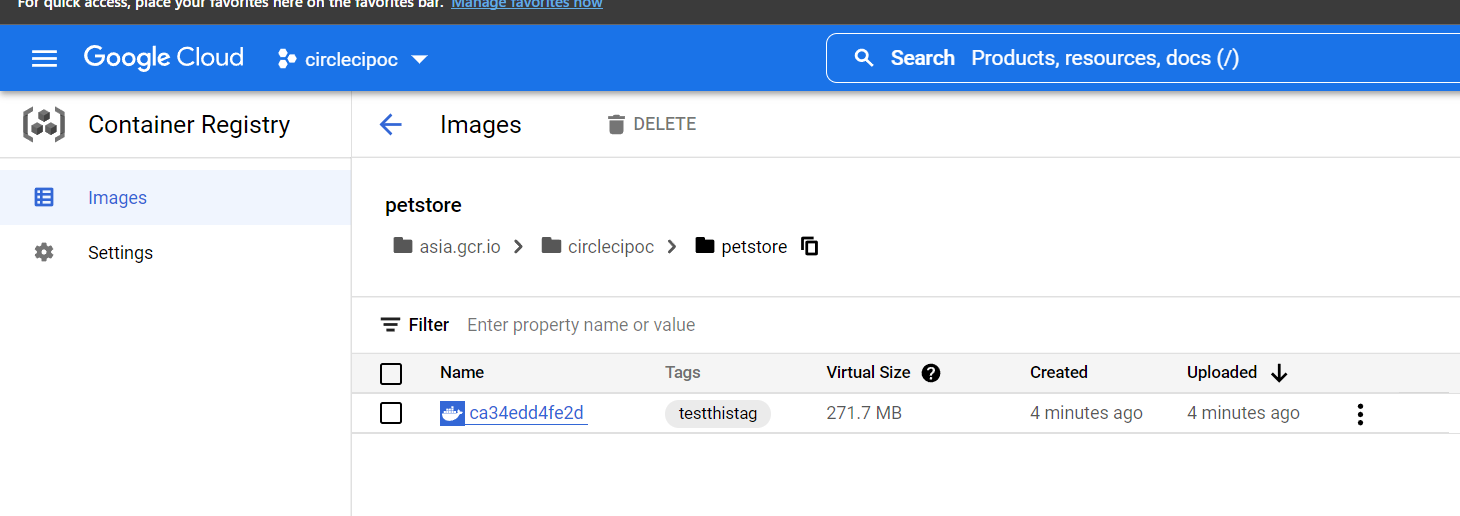 For quick access, place your favorites here on the favorites bar. Manage favorites now
Google Cloud circlecipoc Search Products, resources, docs (/)
Container Registry Images DELETE
Images
Settings
petstore
asia.gcr.io circlecipoc petstore
Filter Enter property name or value
Name Tags Virtual Size ? Created Uploaded
ca34edd4fe2d testthistag 271.7 MB 4 minutes ago 4 minutes ago